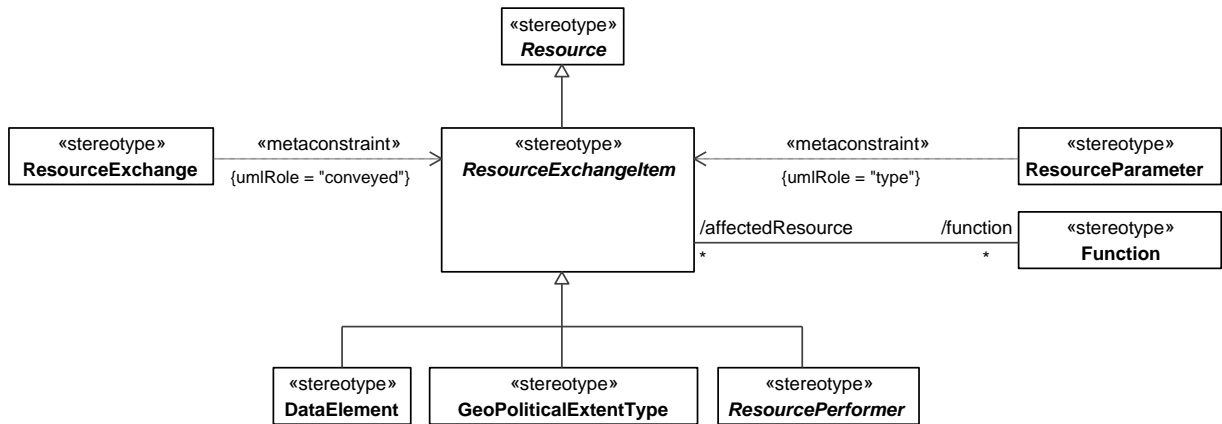 «stereotype»
Resource
«stereotype»
ResourceExchange
«metaconstraint»
{umlRole = "conveyed"}
«stereotype»
ResourceExchangeItem
«metaconstraint»
{umlRole = "type"}
«stereotype»
ResourceParameter
/affectedResource
*
/function
*
«stereotype»
Function
«stereotype»
DataElement
«stereotype»
GeoPoliticalExtentType
«stereotype»
ResourcePerformer